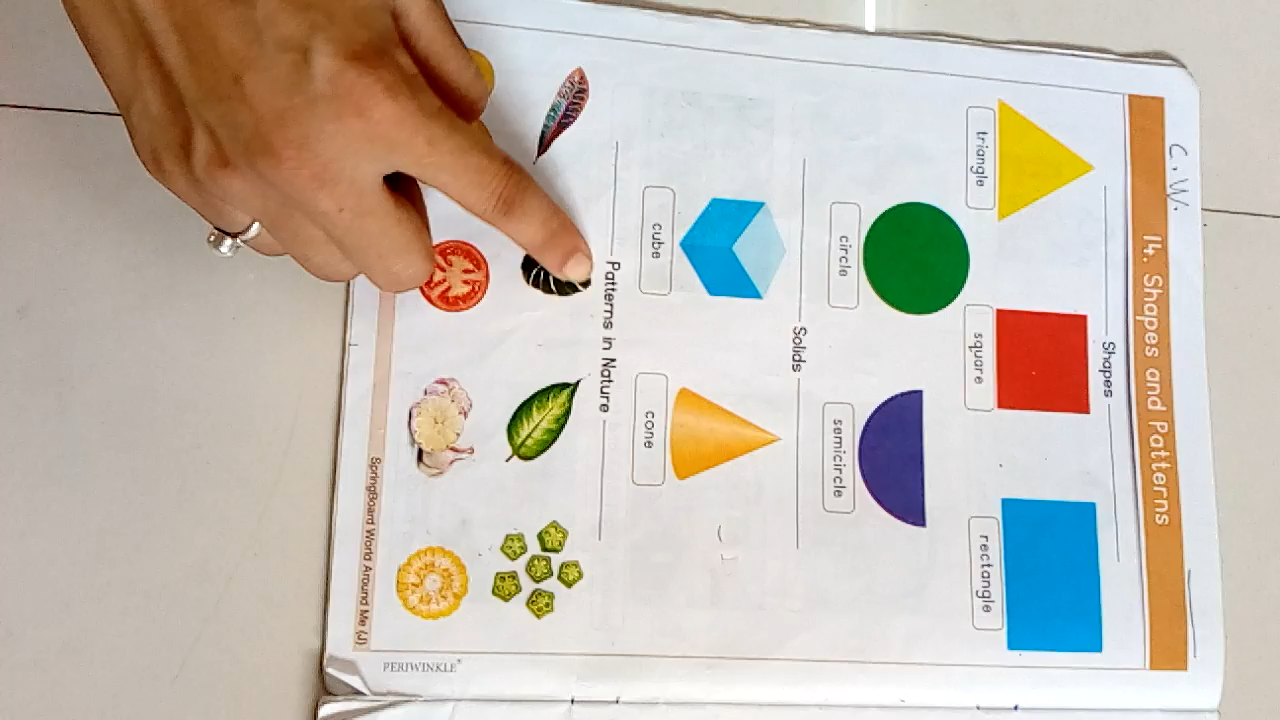 C.W.
14. Shapes and Patterns
Shapes
triangle
square
rectangle
circle
semicircle
Solids
cube
cone
Patterns in Nature
SpringBoard World Around Me (J)
PERIWINKLE